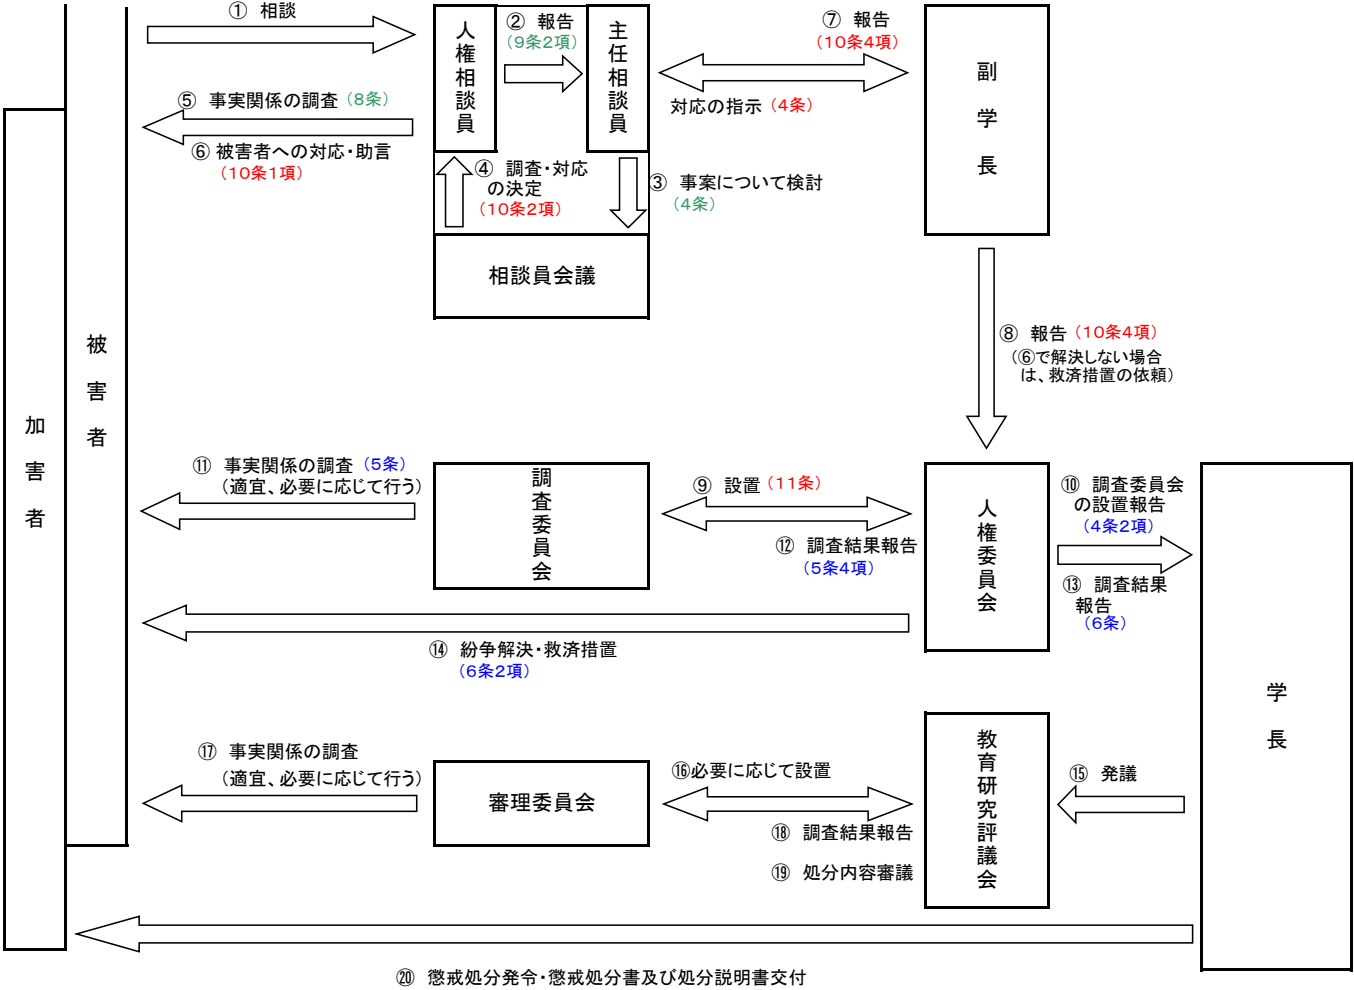 ① 相談
⑤ 事実関係の調査（8条）
⑥ 被害者への対応・助言
（10条1項）
人権相談員
② 報告
（9条2項）
主任相談員
④ 調査・対応
の決定
（10条2項）
③ 事案について検討
（4条）
相談員会議
⑦ 報告
（10条4項）
対応の指示（4条）
副学長
⑧ 報告（10条4項）
（⑥で解決しない場合
は、救済措置の依頼）
被害者
加害者
⑪ 事実関係の調査（5条）
（適宜、必要に応じて行う）
調査委員会
⑨ 設置（11条）
⑫ 調査結果報告
（5条4項）
人権委員会
⑩ 調査委員会
の設置報告
（4条2項）
⑬ 調査結果
報告
（6条）
⑭ 紛争解決・救済措置
（6条2項）
学長
⑰ 事実関係の調査
（適宜、必要に応じて行う）
審理委員会
⑯必要に応じて設置
⑱ 調査結果報告
⑲ 処分内容審議
教育研究評議会
⑮ 発議
⑳ 懲戒処分発令・懲戒処分書及び処分説明書交付